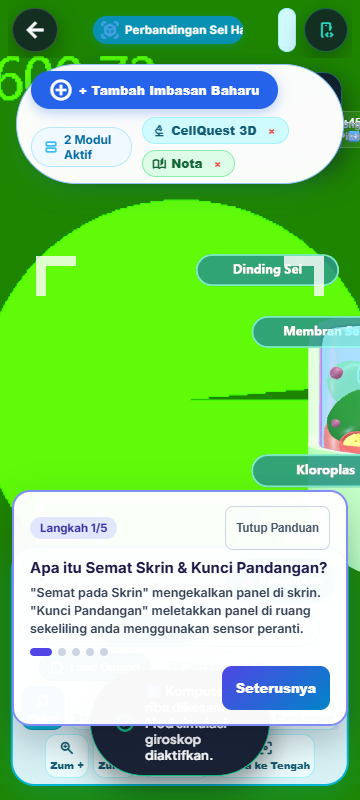 Perbandingan Sel Ha
+ Tambah Imbasan Baharu
2 Modul
Aktif
CellQuest 3D ×
Nota ×
Dinding Sel
Membran
Kloroplas
Langkah 1/5
Tutup Panduan
Apa itu Semat Skrin & Kunci Pandangan?
"Semat pada Skrin" mengekalkan panel di skrin.
"Kunci Pandangan" meletakkan panel di ruang
sekeliling anda menggunakan sensor peranti.
Seterusnya
giroskop
diaktifkan.
Zum +
ke Tengah